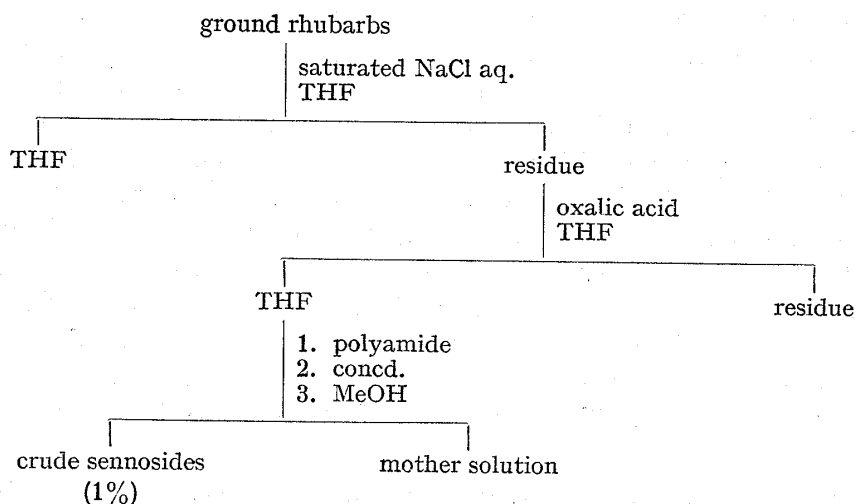 ground rhubarbs
saturated NaCl aq.
THF
THF
residue
oxalic acid
THF
THF
residue
1. polyamide
2. concd.
3. MeOH
crude sennosides
mother solution
(1%)